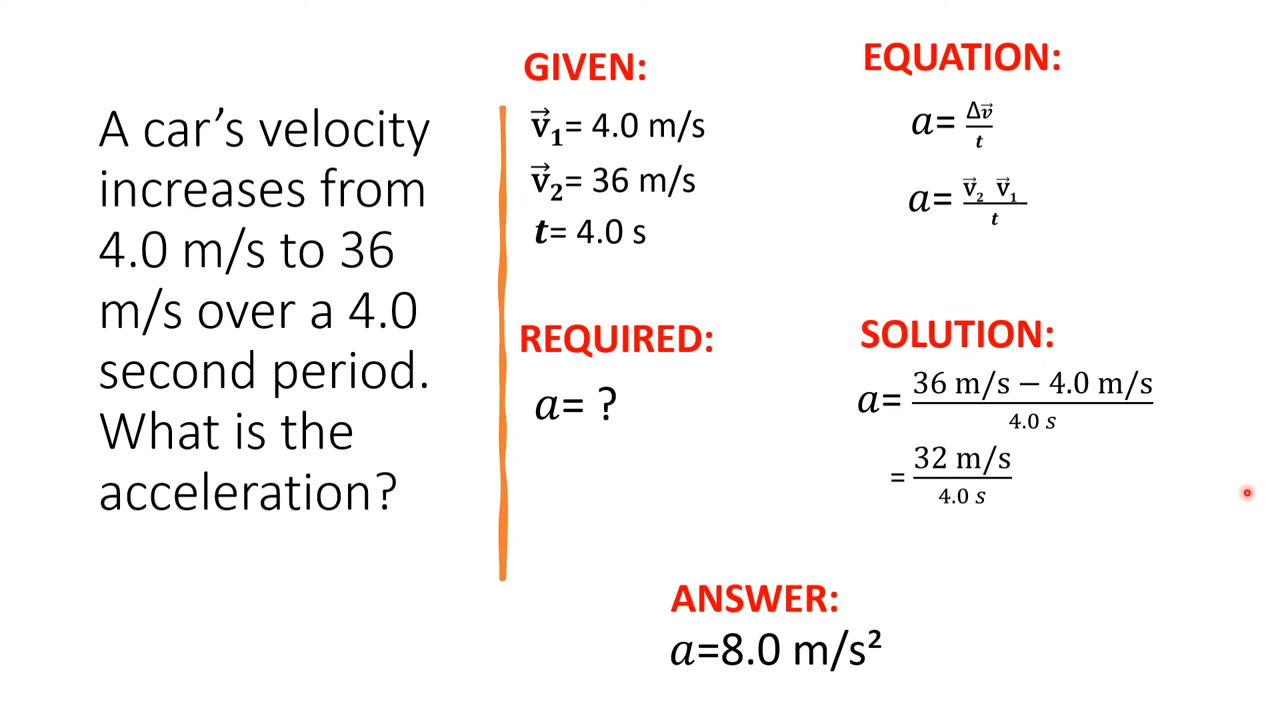 A car’s velocity
increases from
4.0 m/s to 36
m/s over a 4.0
second period.
What is the
acceleration?
GIVEN:
v⃗₁= 4.0 m/s
v⃗₂= 36 m/s
t= 4.0 s
REQUIRED:
a= ?
EQUATION:
a= Δv⃗/t
a= v⃗₂ v⃗₁/t
SOLUTION:
a= 36 m/s − 4.0 m/s/4.0 s
= 32 m/s/4.0 s
ANSWER:
a=8.0 m/s²